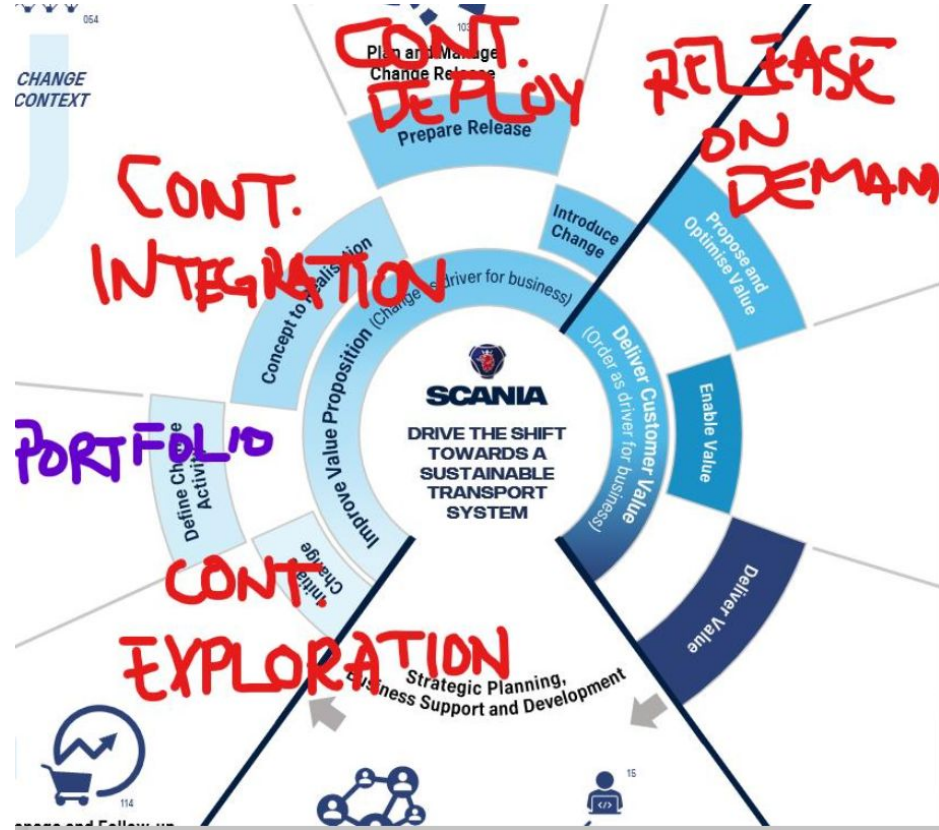 054
CHANGE
CONTEXT
103
Plan and Manage
Change Release
CONT.
DEPLOY
RELEASE
ON
DEMAN
Prepare Release
CONT.
INTEGRATION
Concept to Realisation
Introduce
Change
Propose and
Optimise Value
Improve Value Proposition (Change as driver for business)
Deliver Customer Value
(Order as driver for business)
SCANIA
DRIVE THE SHIFT
TOWARDS A
SUSTAINABLE
TRANSPORT
SYSTEM
Enable Value
PORTFOLIO
Define Change
Activity
Change
CONT.
EXPLORATION
Deliver Value
Strategic Planning,
Business Support and Development
15
114